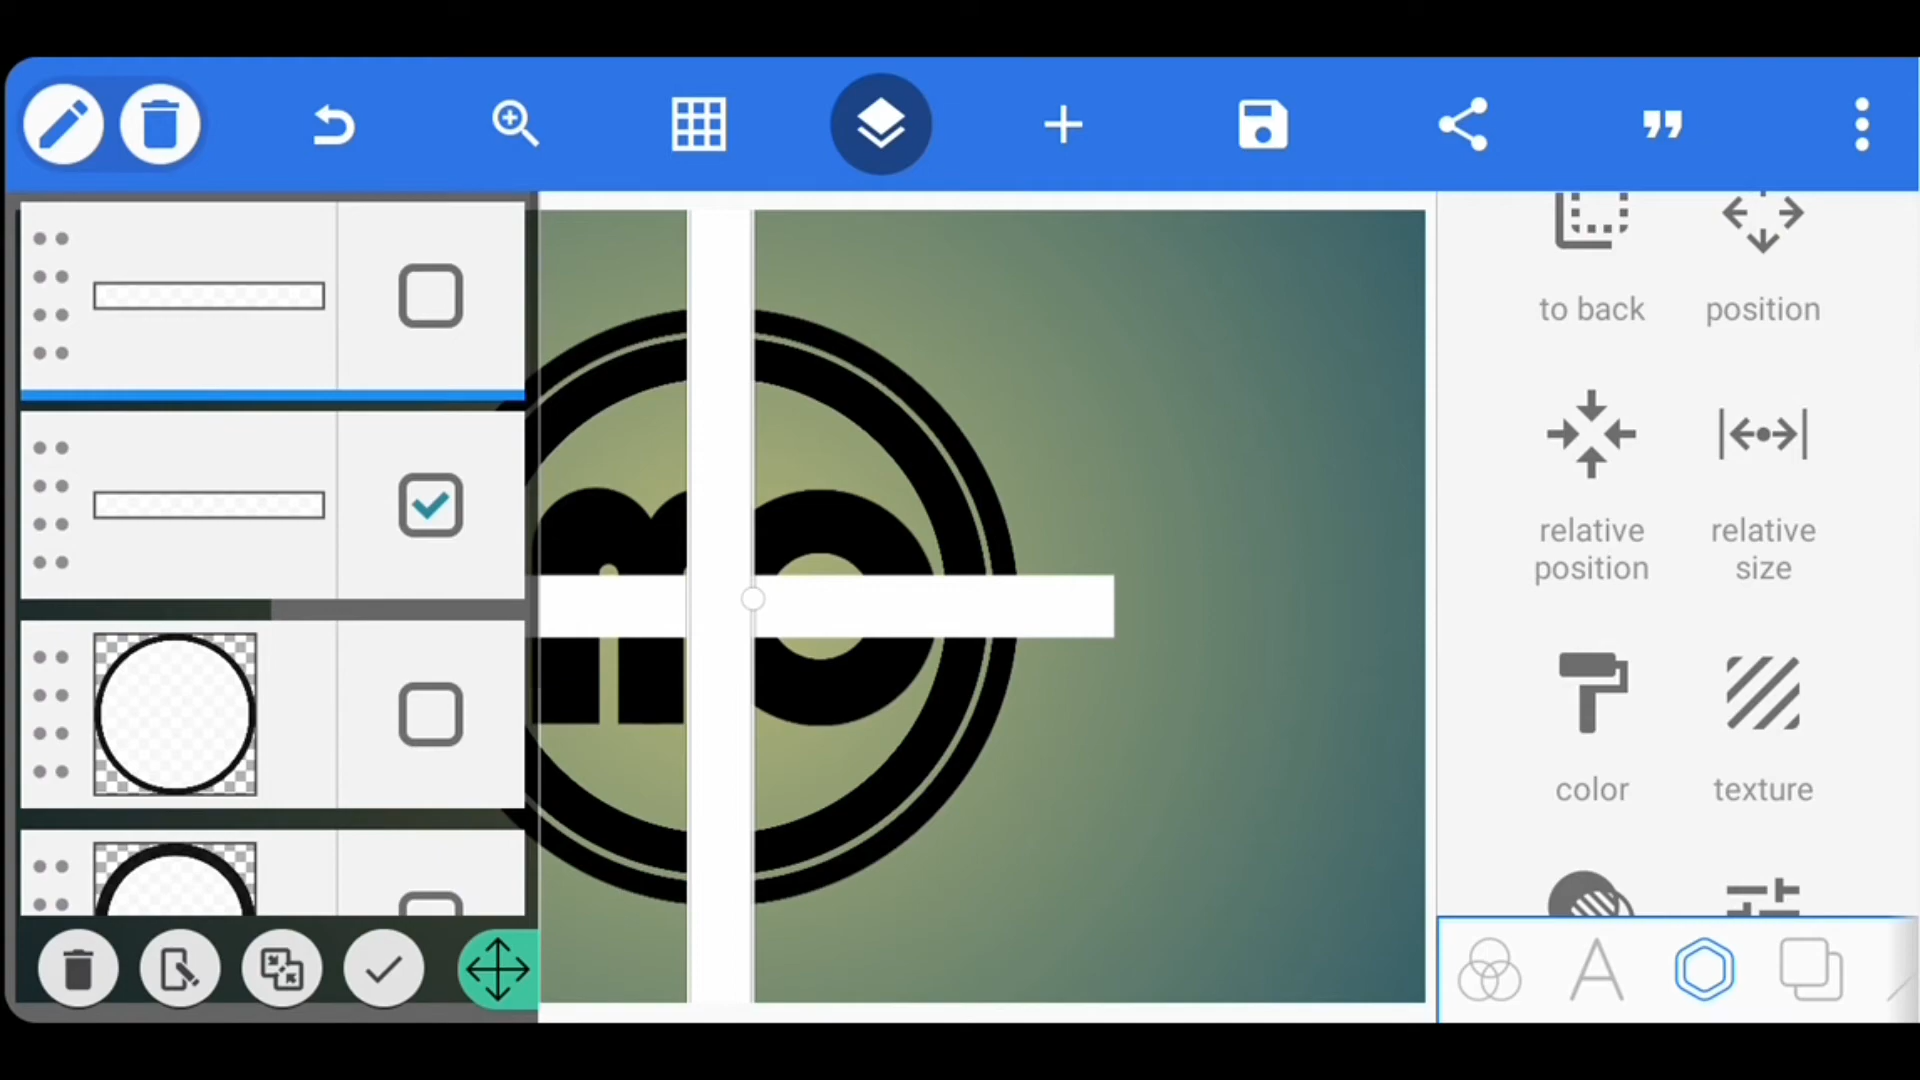 to back
position
relative
position
relative
size
color
texture